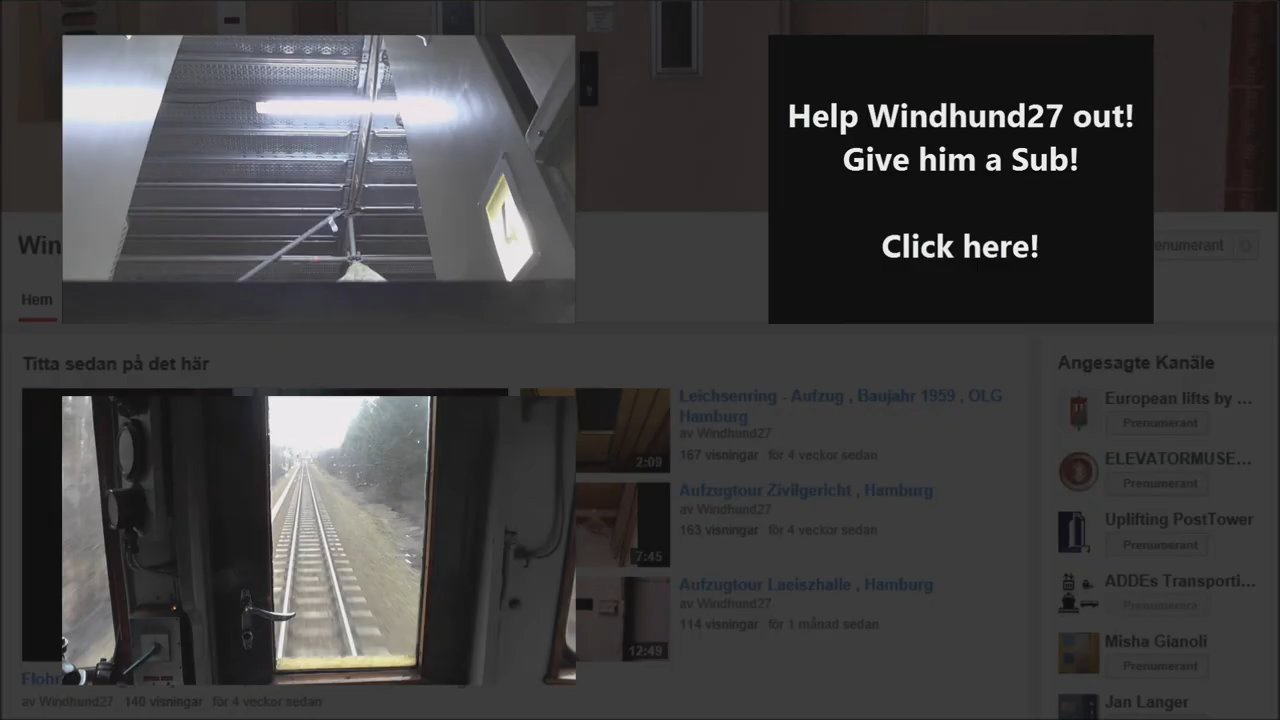 Help Windhund27 out!
Give him a Sub!
Click here!
Win
Hem
Titta sedan på det här
Leichsenring - Aufzug , Baujahr 1959 , OLG
Hamburg
av Windhund27
167 visningar för 4 veckor sedan
2:09
Aufzugtour Zivilgericht , Hamburg
av Windhund27
163 visningar för 4 veckor sedan
7:45
Aufzugtour Laeiszhalle , Hamburg
av Windhund27
114 visningar för 1 månad sedan
12:49
Flohr
av Windhund27 140 visningar för 4 veckor sedan
enumerant
Angesagte Kanäle
European lifts by ...
Prenumerant
ELEVATORMUSE...
Prenumerant
Uplifting PostTower
Prenumerant
ADDEs Transporti...
Prenumerera
Misha Gianoli
Prenumerant
Jan Langer